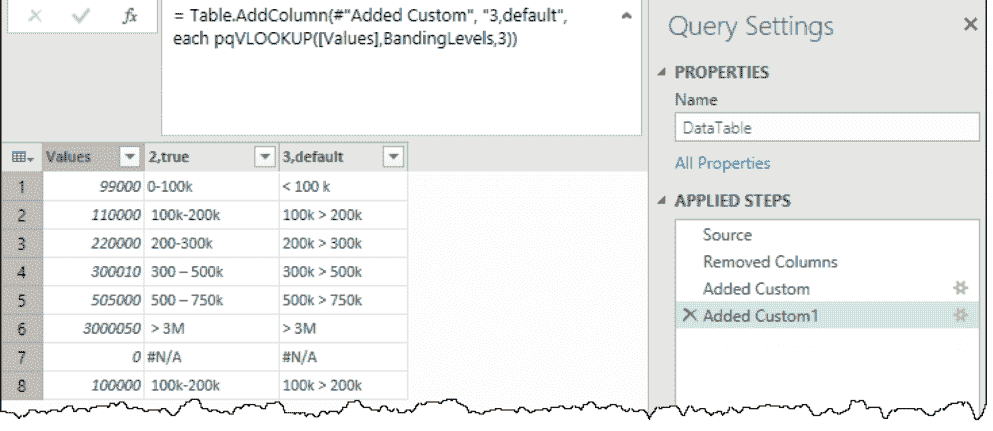 = Table.AddColumn(#"Added Custom", "3,default",
each pqVLOOKUP([Values],BandingLevels,3))
fx
Values 2,true 3,default
1 99000 0-100k < 100 k
2 110000 100k-200k 100k > 200k
3 220000 200-300k 200k > 300k
4 300010 300 – 500k 300k > 500k
5 505000 500 – 750k 500k > 750k
6 3000050 > 3M > 3M
7 0 #N/A #N/A
8 100000 100k-200k 100k > 200k
Query Settings
PROPERTIES
Name
DataTable
All Properties
APPLIED STEPS
Source
Removed Columns
Added Custom
Added Custom1